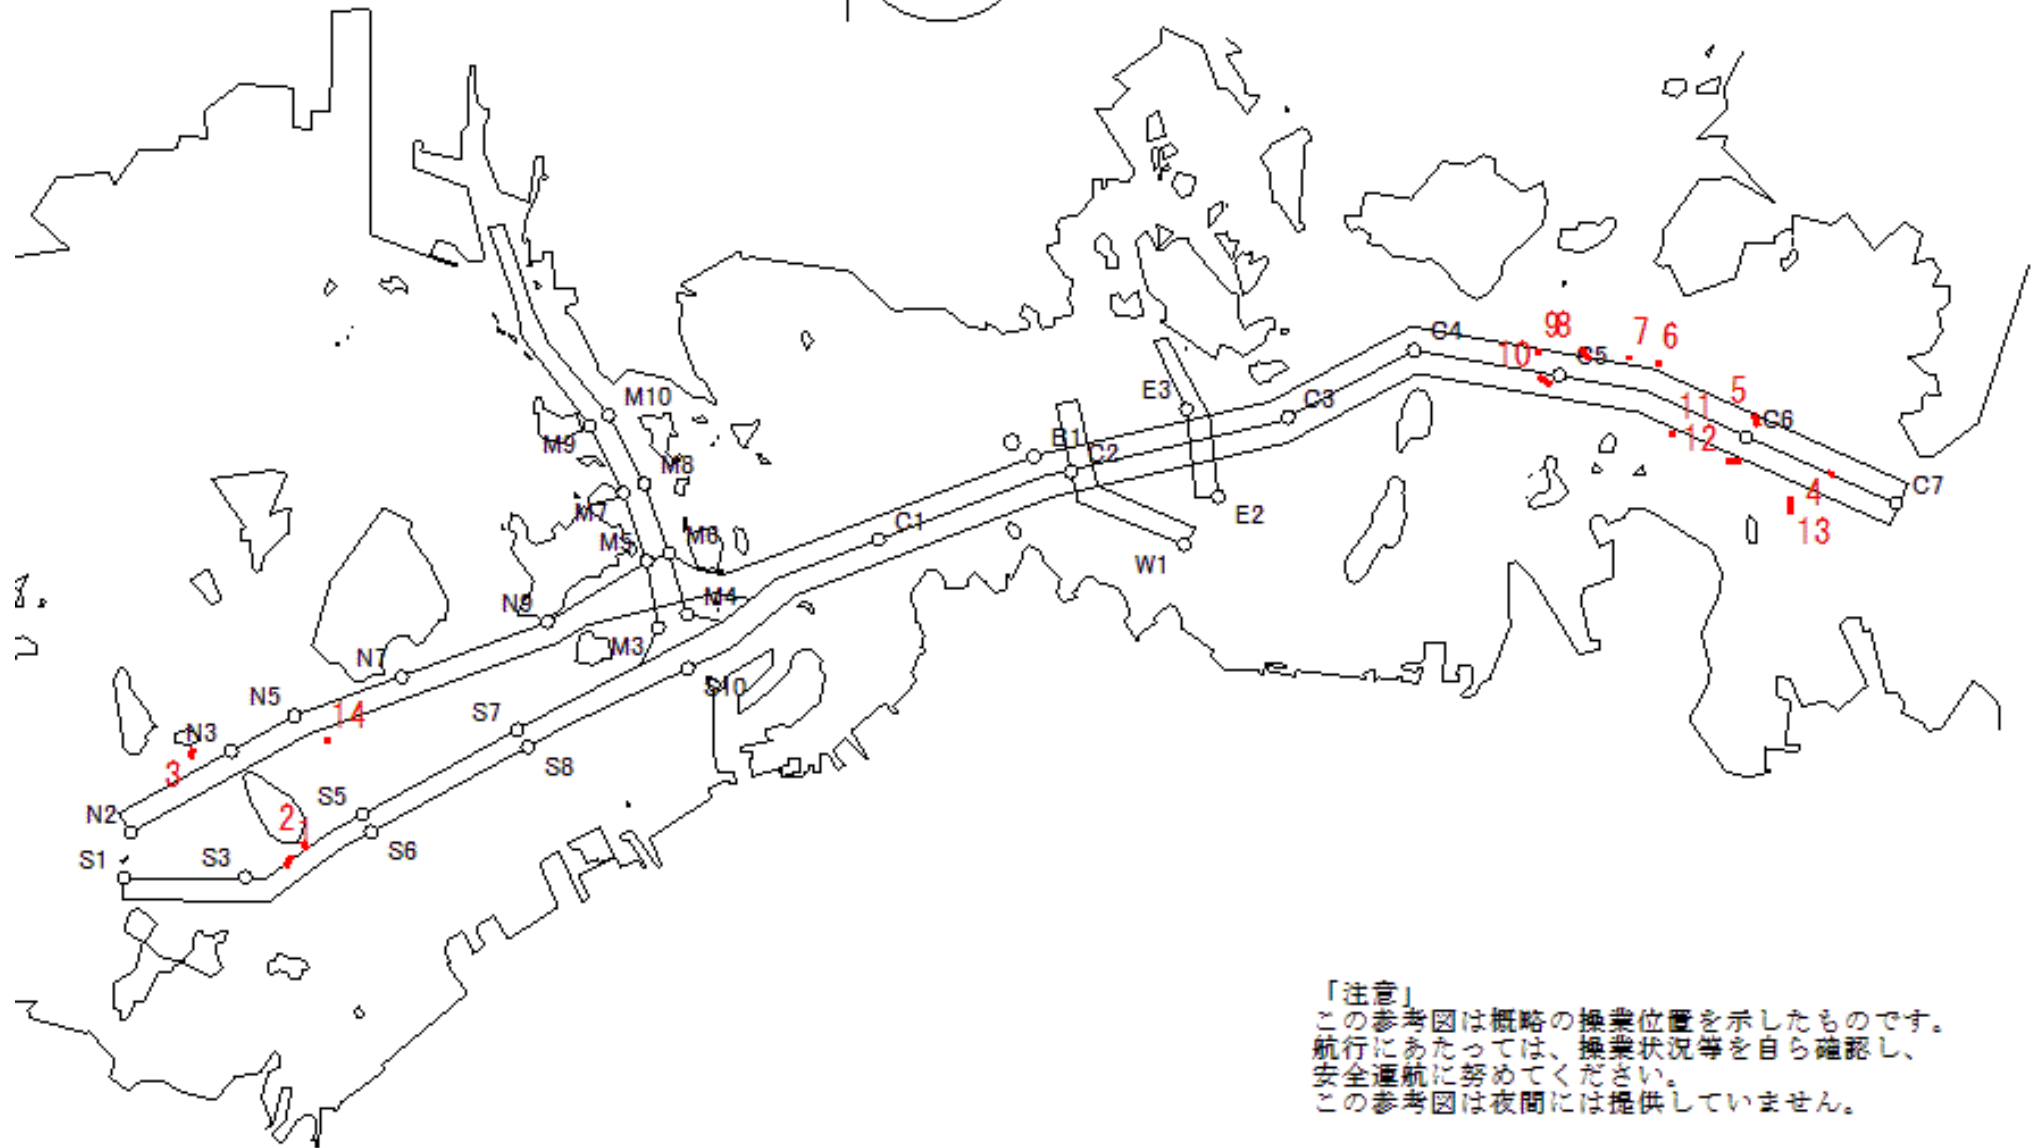 C4
98
7
6
10
C5
E3
M10
C3
5
11
C6
M9
B1
12
C2
M8
4
C7
M7
E2
13
C1
M6
M5
W1
N9
M4
M3
N7
S10
N5
14
S7
N3
3
S8
S5
N2
2
1
S6
S1
S3
「注意」
この参考図は概略の操業位置を示したものです。
航行にあたっては、操業状況等を自ら確認し、
安全運航に努めてください。
この参考図は夜間には提供していません。